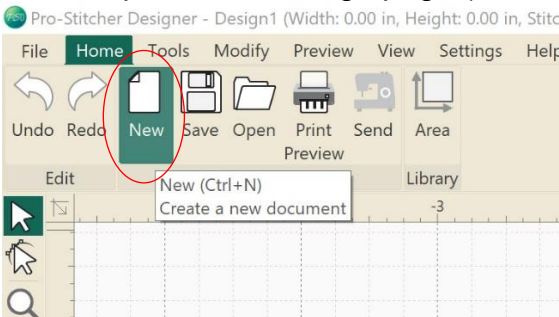 Pro-Stitcher Designer - Design1 (Width: 0.00 in, Height: 0.00 in, Stitc
File Home Tools Modify Preview View Settings Help
Undo Redo New Save Open Print Preview Send Area
Edit Library
New (Ctrl+N)
Create a new document
-3